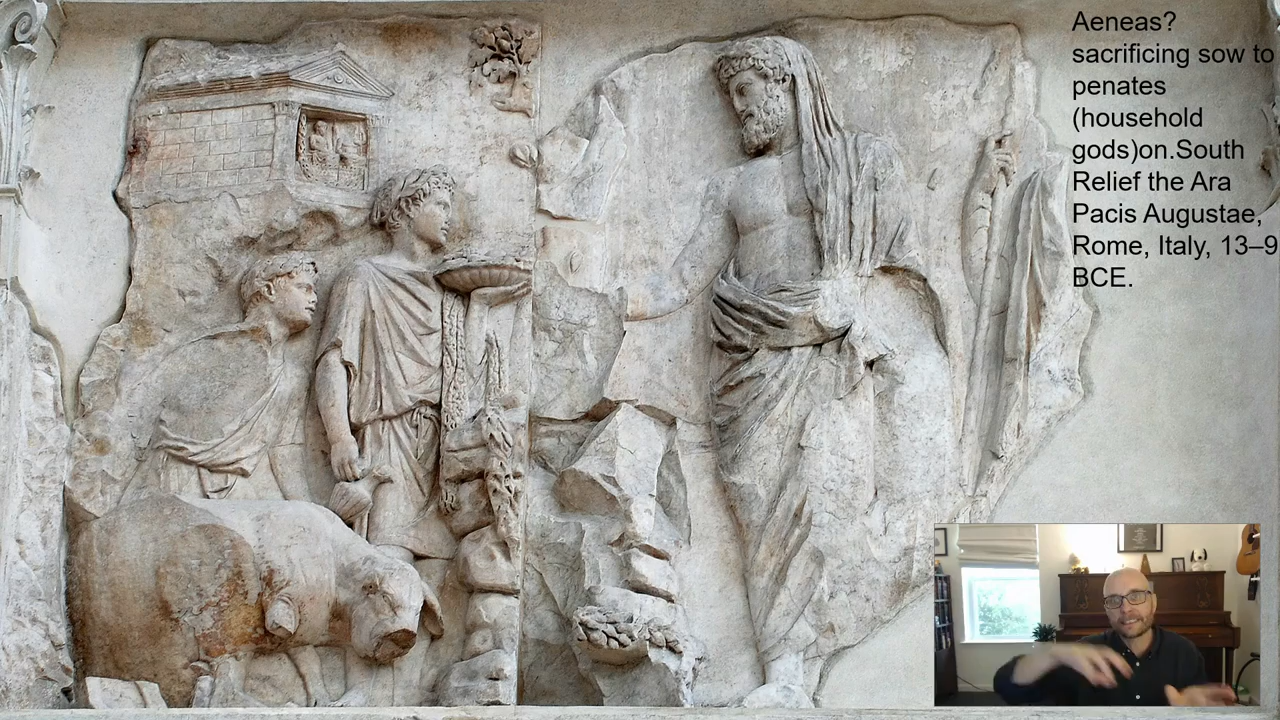 Aeneas?
sacrificing sow to
penates
(household
gods)on.South
Relief the Ara
Pacis Augustae,
Rome, Italy, 13–9
BCE.